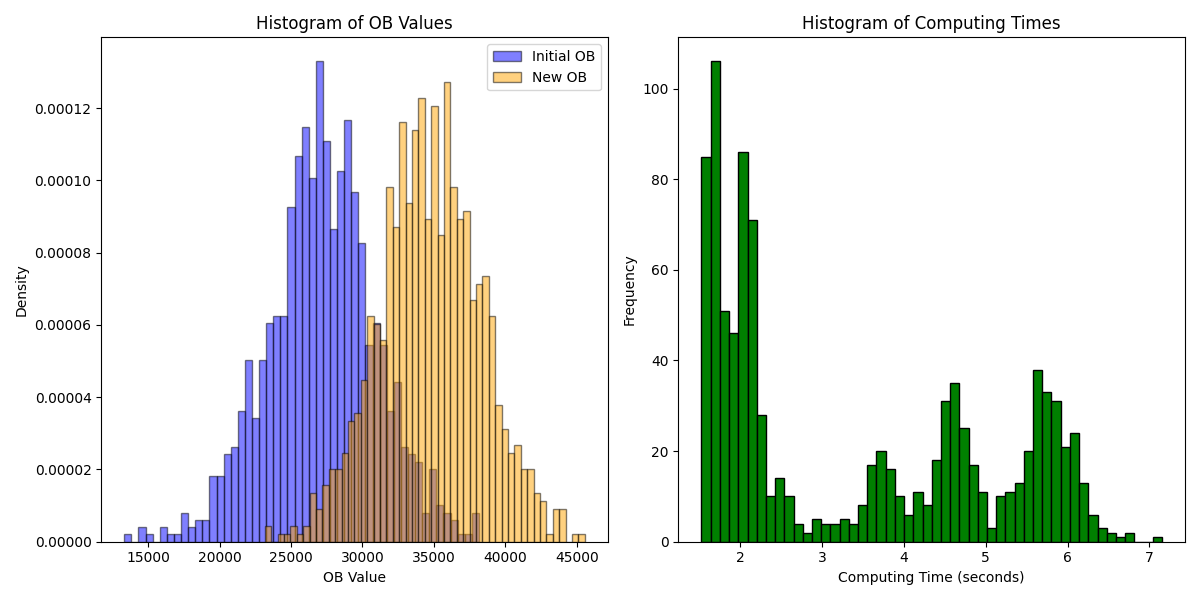 Histogram of OB Values
Initial OB
New OB
0.00012
0.00010
0.00008
0.00006
0.00004
0.00002
0.00000
Density
15000 20000 25000 30000 35000 40000 45000
OB Value
Histogram of Computing Times
100
80
60
40
20
0
Frequency
2 3 4 5 6 7
Computing Time (seconds)